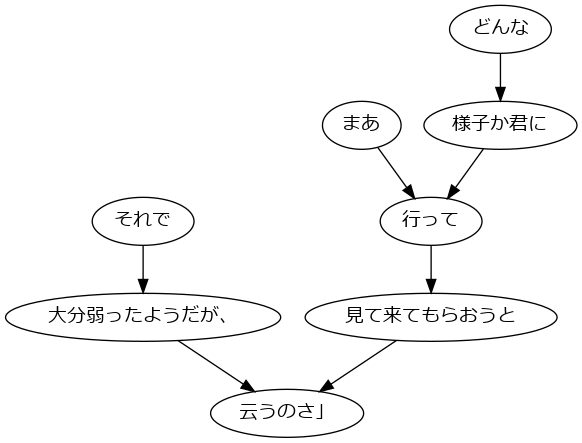 どんな
まあ
様子か君に
それで
行って
大分弱ったようだが、
見て来てもらおうと
云うのさ」